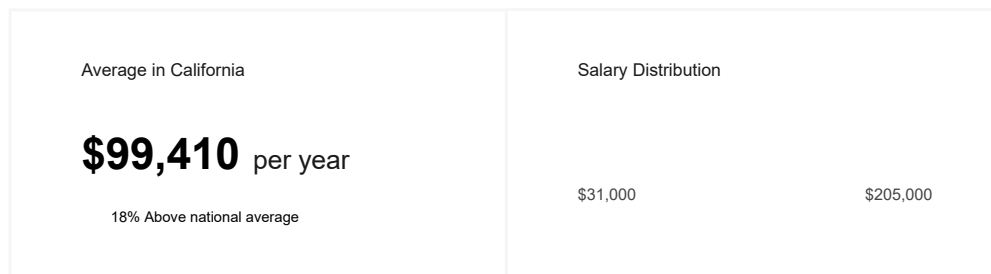 Average in California
$99,410 per year
18% Above national average
Salary Distribution
$31,000
$205,000